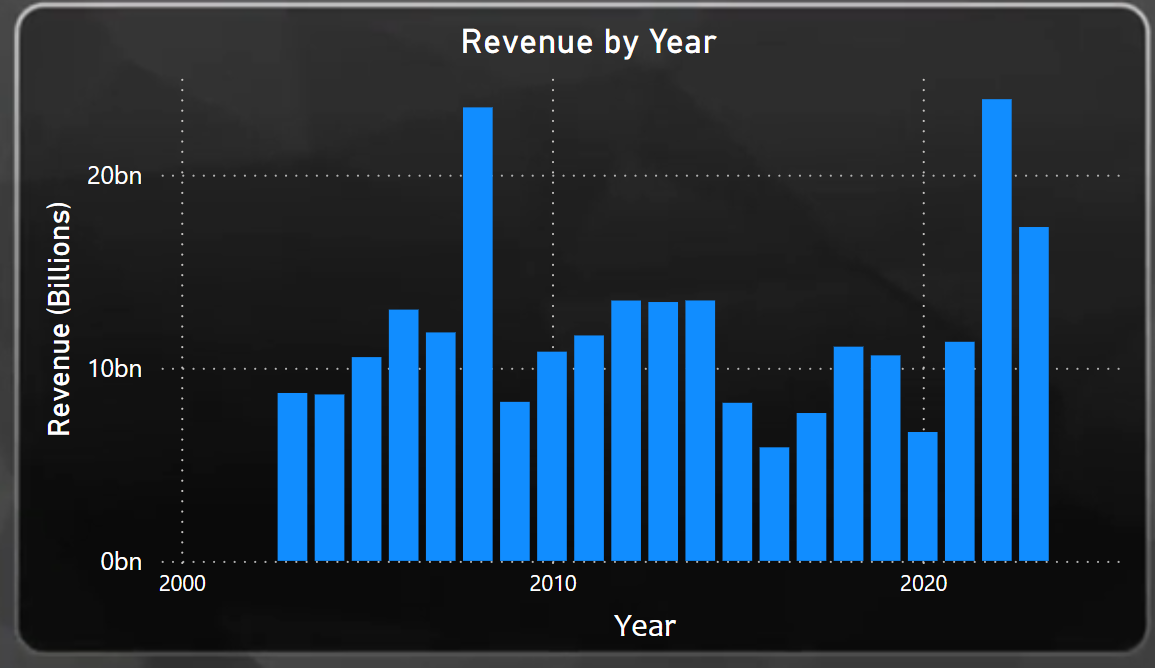 Revenue by Year
Revenue (Billions)
20bn
10bn
0bn
2000
2010
2020
Year